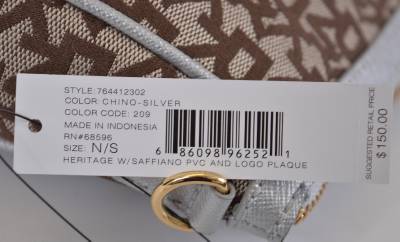 STYLE: 764412302
COLOR: CHINO-SILVER
COLOR CODE: 209
MADE IN INDONESIA
RN#68596
SIZE: N/S
6 86098 96252 1
HERITAGE W/SAFFIANO PVC AND LOGO PLAQUE
SUGGESTED RETAIL PRICE
$150.00